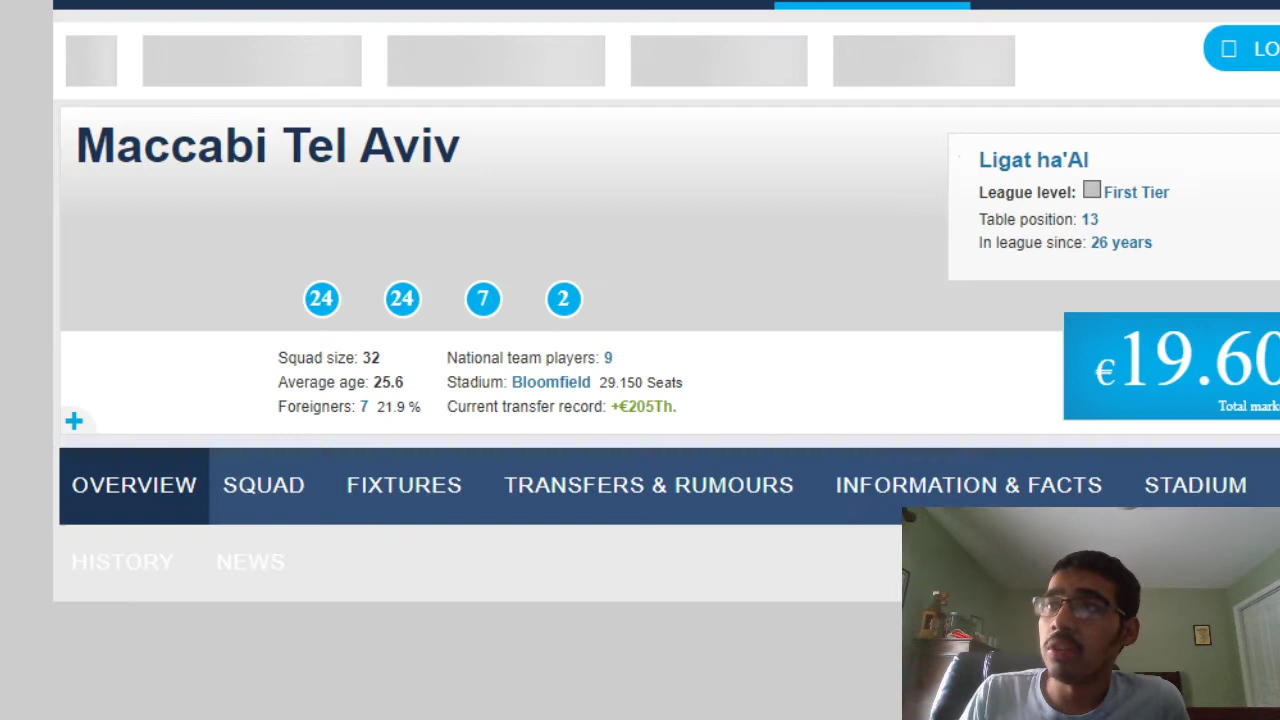 LO
Maccabi Tel Aviv
Ligat ha'Al
League level: First Tier
Table position: 13
In league since: 26 years
24 24 7 2
Squad size: 32
Average age: 25.6
Foreigners: 7 21.9 %
National team players: 9
Stadium: Bloomfield 29.150 Seats
Current transfer record: +€205Th.
€19.60
Total mark
+
OVERVIEW SQUAD FIXTURES TRANSFERS & RUMOURS INFORMATION & FACTS STADIUM
HISTORY NEWS